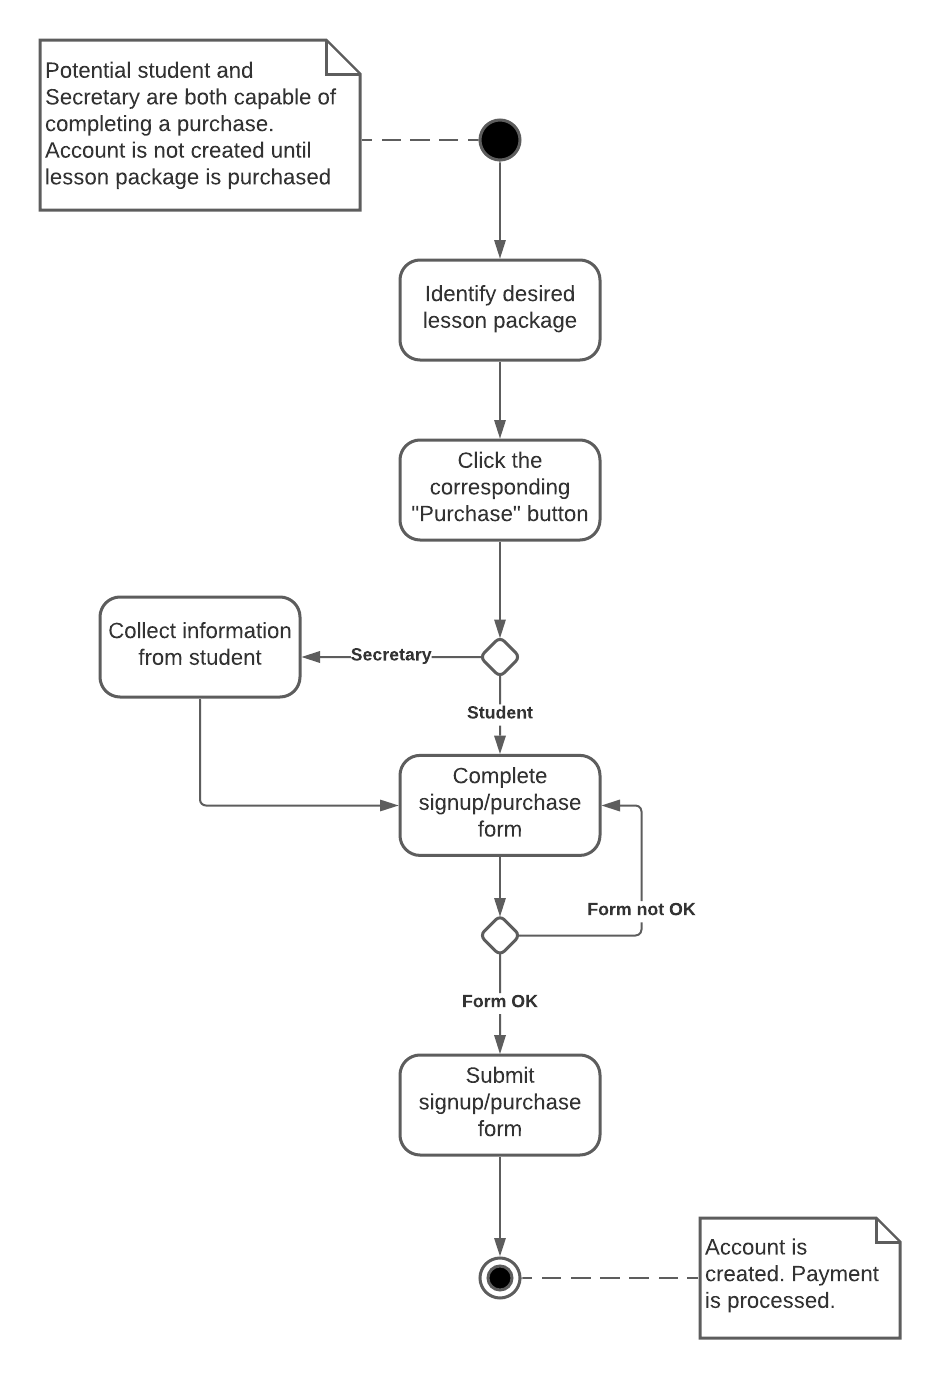 Potential student and
Secretary are both capable of
completing a purchase.
Account is not created until
lesson package is purchased
Identify desired
lesson package
Click the
corresponding
"Purchase" button
Collect information
from student
Secretary
Student
Complete
signup/purchase
form
Form not OK
Form OK
Submit
signup/purchase
form
Account is
created. Payment
is processed.